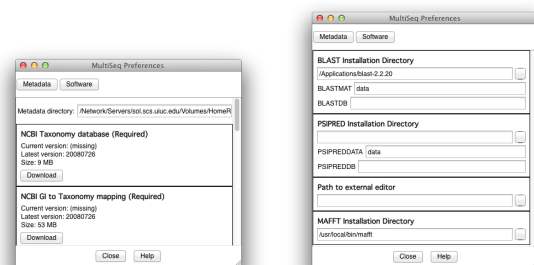 MultiSeq Preferences
Metadata Software
Metadata directory: /Network/Servers/sol.scs.uiuc.edu/Volumes/HomeR
NCBI Taxonomy database (Required)
Current version: (missing)
Latest version: 20080726
Size: 9 MB
Download
NCBI GI to Taxonomy mapping (Required)
Current version: (missing)
Latest version: 20080726
Size: 53 MB
Download
Close Help
MultiSeq Preferences
Metadata Software
BLAST Installation Directory
/Applications/blast-2.2.20
BLASTMAT data
BLASTDB
PSIPRED Installation Directory
PSIPREDDATA data
PSIPREDDB
Path to external editor
MAFFT Installation Directory
/usr/local/bin/mafft
Close Help